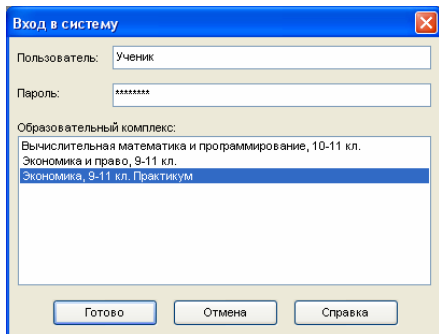 Вход в систему
Пользователь: Ученик
Пароль: ********
Образовательный комплекс:
Вычислительная математика и программирование, 10-11 кл.
Экономика и право, 9-11 кл.
Экономика, 9-11 кл. Практикум
Готово Отмена Справка